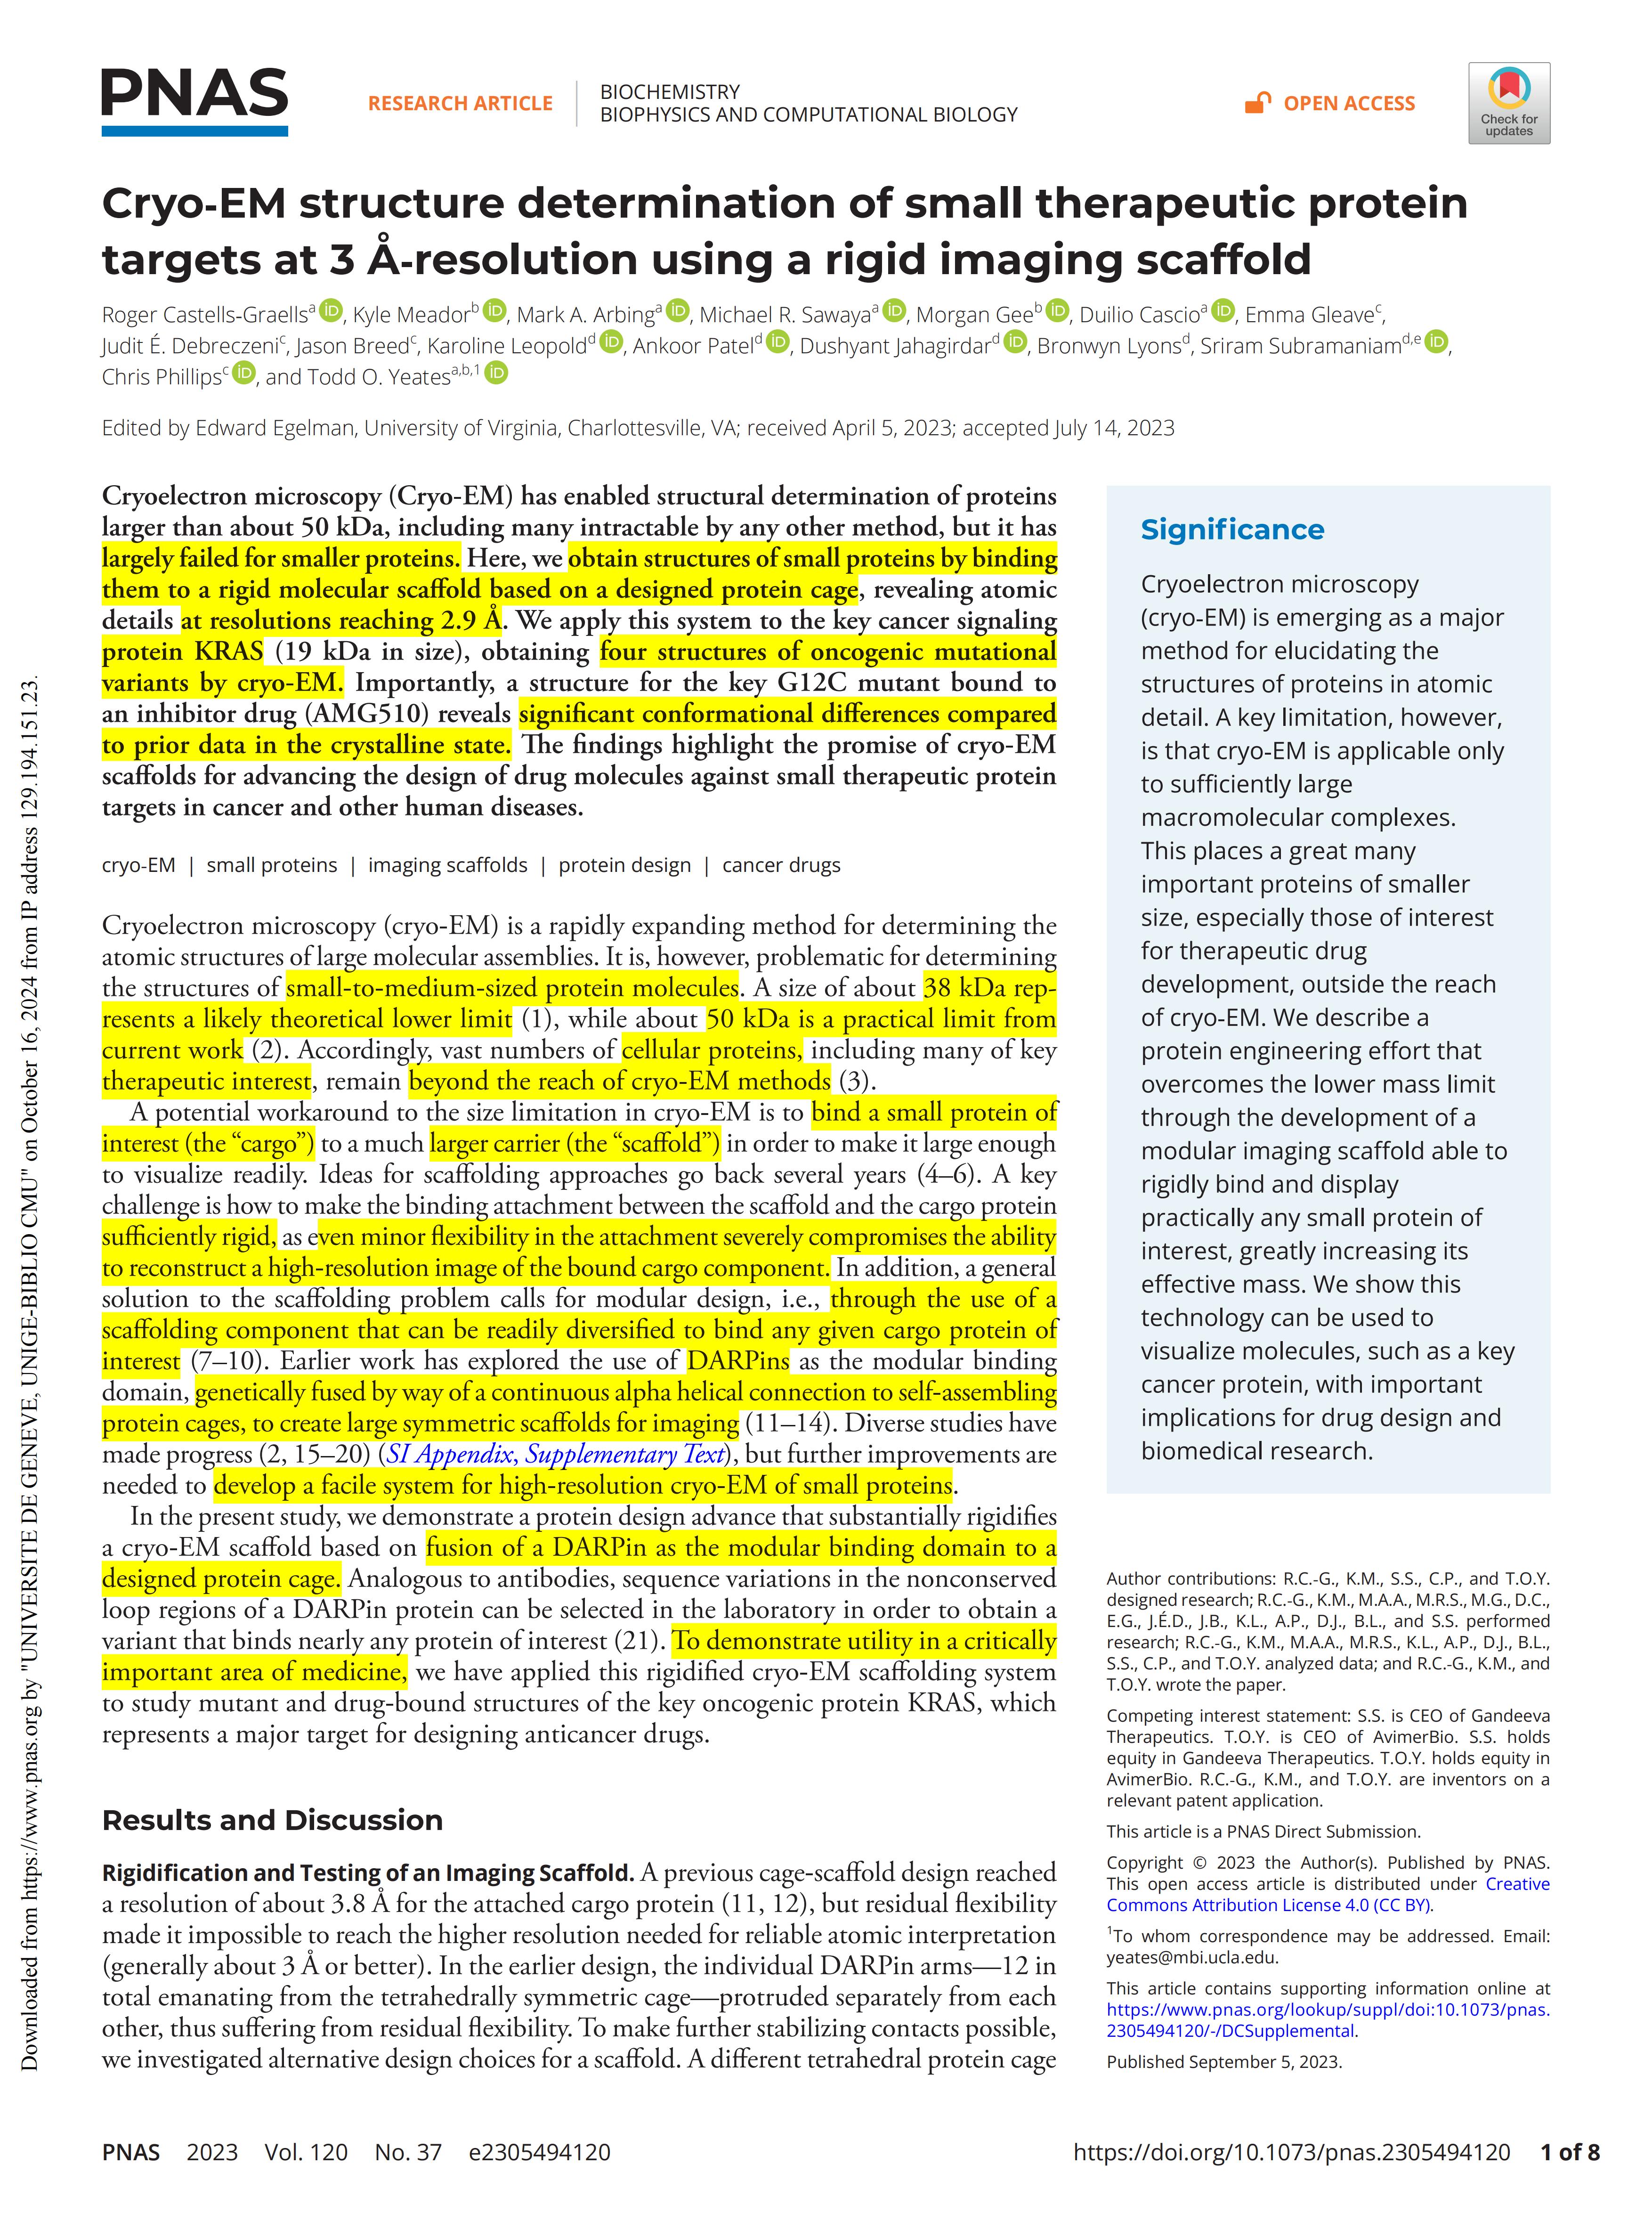 PNAS
RESEARCH ARTICLE
BIOCHEMISTRY
BIOPHYSICS AND COMPUTATIONAL BIOLOGY
OPEN ACCESS
Check for
updates
Cryo-EM structure determination of small therapeutic protein
targets at 3 Å-resolution using a rigid imaging scaffold
Roger Castells-Graellsa iD, Kyle Meadorb iD, Mark A. Arbinga iD, Michael R. Sawayaa iD, Morgan Geeb iD, Duilio Cascioa iD, Emma Gleavec,
Judit É. Debreczenic, Jason Breedc, Karoline Leopoldd iD, Ankoor Pateld iD, Dushyant Jahagirdard iD, Bronwyn Lyonsd, Sriram Subramaniamd,e iD,
Chris Phillipsc iD, and Todd O. Yeatesa,b,1 iD
Edited by Edward Egelman, University of Virginia, Charlottesville, VA; received April 5, 2023; accepted July 14, 2023
Cryoelectron microscopy (Cryo-EM) has enabled structural determination of proteins
larger than about 50 kDa, including many intractable by any other method, but it has
largely failed for smaller proteins. Here, we obtain structures of small proteins by binding
them to a rigid molecular scaffold based on a designed protein cage, revealing atomic
details at resolutions reaching 2.9 Å. We apply this system to the key cancer signaling
protein KRAS (19 kDa in size), obtaining four structures of oncogenic mutational
variants by cryo-EM. Importantly, a structure for the key G12C mutant bound to
an inhibitor drug (AMG510) reveals significant conformational differences compared
to prior data in the crystalline state. The findings highlight the promise of cryo-EM
scaffolds for advancing the design of drug molecules against small therapeutic protein
targets in cancer and other human diseases.
cryo-EM | small proteins | imaging scaffolds | protein design | cancer drugs
Cryoelectron microscopy (cryo-EM) is a rapidly expanding method for determining the
atomic structures of large molecular assemblies. It is, however, problematic for determining
the structures of small-to-medium-sized protein molecules. A size of about 38 kDa rep-
resents a likely theoretical lower limit (1), while about 50 kDa is a practical limit from
current work (2). Accordingly, vast numbers of cellular proteins, including many of key
therapeutic interest, remain beyond the reach of cryo-EM methods (3).
A potential workaround to the size limitation in cryo-EM is to bind a small protein of
interest (the “cargo”) to a much larger carrier (the “scaffold”) in order to make it large enough
to visualize readily. Ideas for scaffolding approaches go back several years (4–6). A key
challenge is how to make the binding attachment between the scaffold and the cargo protein
sufficiently rigid, as even minor flexibility in the attachment severely compromises the ability
to reconstruct a high-resolution image of the bound cargo component. In addition, a general
solution to the scaffolding problem calls for modular design, i.e., through the use of a
scaffolding component that can be readily diversified to bind any given cargo protein of
interest (7–10). Earlier work has explored the use of DARPins as the modular binding
domain, genetically fused by way of a continuous alpha helical connection to self-assembling
protein cages, to create large symmetric scaffolds for imaging (11–14). Diverse studies have
made progress (2, 15–20) (SI Appendix, Supplementary Text), but further improvements are
needed to develop a facile system for high-resolution cryo-EM of small proteins.
In the present study, we demonstrate a protein design advance that substantially rigidifies
a cryo-EM scaffold based on fusion of a DARPin as the modular binding domain to a
designed protein cage. Analogous to antibodies, sequence variations in the nonconserved
loop regions of a DARPin protein can be selected in the laboratory in order to obtain a
variant that binds nearly any protein of interest (21). To demonstrate utility in a critically
important area of medicine, we have applied this rigidified cryo-EM scaffolding system
to study mutant and drug-bound structures of the key oncogenic protein KRAS, which
represents a major target for designing anticancer drugs.
Results and Discussion
Rigidification and Testing of an Imaging Scaffold. A previous cage-scaffold design reached
a resolution of about 3.8 Å for the attached cargo protein (11, 12), but residual flexibility
made it impossible to reach the higher resolution needed for reliable atomic interpretation
(generally about 3 Å or better). In the earlier design, the individual DARPin arms—12 in
total emanating from the tetrahedrally symmetric cage—protruded separately from each
other, thus suffering from residual flexibility. To make further stabilizing contacts possible,
we investigated alternative design choices for a scaffold. A different tetrahedral protein cage
Significance
Cryoelectron microscopy
(cryo-EM) is emerging as a major
method for elucidating the
structures of proteins in atomic
detail. A key limitation, however,
is that cryo-EM is applicable only
to sufficiently large
macromolecular complexes.
This places a great many
important proteins of smaller
size, especially those of interest
for therapeutic drug
development, outside the reach
of cryo-EM. We describe a
protein engineering effort that
overcomes the lower mass limit
through the development of a
modular imaging scaffold able to
rigidly bind and display
practically any small protein of
interest, greatly increasing its
effective mass. We show this
technology can be used to
visualize molecules, such as a key
cancer protein, with important
implications for drug design and
biomedical research.
Author contributions: R.C.-G., K.M., S.S., C.P., and T.O.Y.
designed research; R.C.-G., K.M., M.A.A., M.R.S., M.G., D.C.,
E.G., J.É.D., J.B., K.L., A.P., D.J., B.L., and S.S. performed
research; R.C.-G., K.M., M.A.A., M.R.S., K.L., A.P., D.J., B.L.,
S.S., C.P., and T.O.Y. analyzed data; and R.C.-G., K.M., and
T.O.Y. wrote the paper.
Competing interest statement: S.S. is CEO of Gandeeva
Therapeutics. T.O.Y. is CEO of AvimerBio. S.S. holds
equity in Gandeeva Therapeutics. T.O.Y. holds equity in
AvimerBio. R.C.-G., K.M., and T.O.Y. are inventors on a
relevant patent application.
This article is a PNAS Direct Submission.
Copyright © 2023 the Author(s). Published by PNAS.
This open access article is distributed under Creative
Commons Attribution License 4.0 (CC BY).
1To whom correspondence may be addressed. Email:
yeates@mbi.ucla.edu.
This article contains supporting information online at
https://www.pnas.org/lookup/suppl/doi:10.1073/pnas.
2305494120/-/DCSupplemental.
Published September 5, 2023.
PNAS 2023 Vol. 120 No. 37 e2305494120
https://doi.org/10.1073/pnas.2305494120 1 of 8
Downloaded from https://www.pnas.org by "UNIVERSITE DE GENEVE, UNIGE-BIBLIO CMU" on October 16, 2024 from IP address 129.194.151.23.